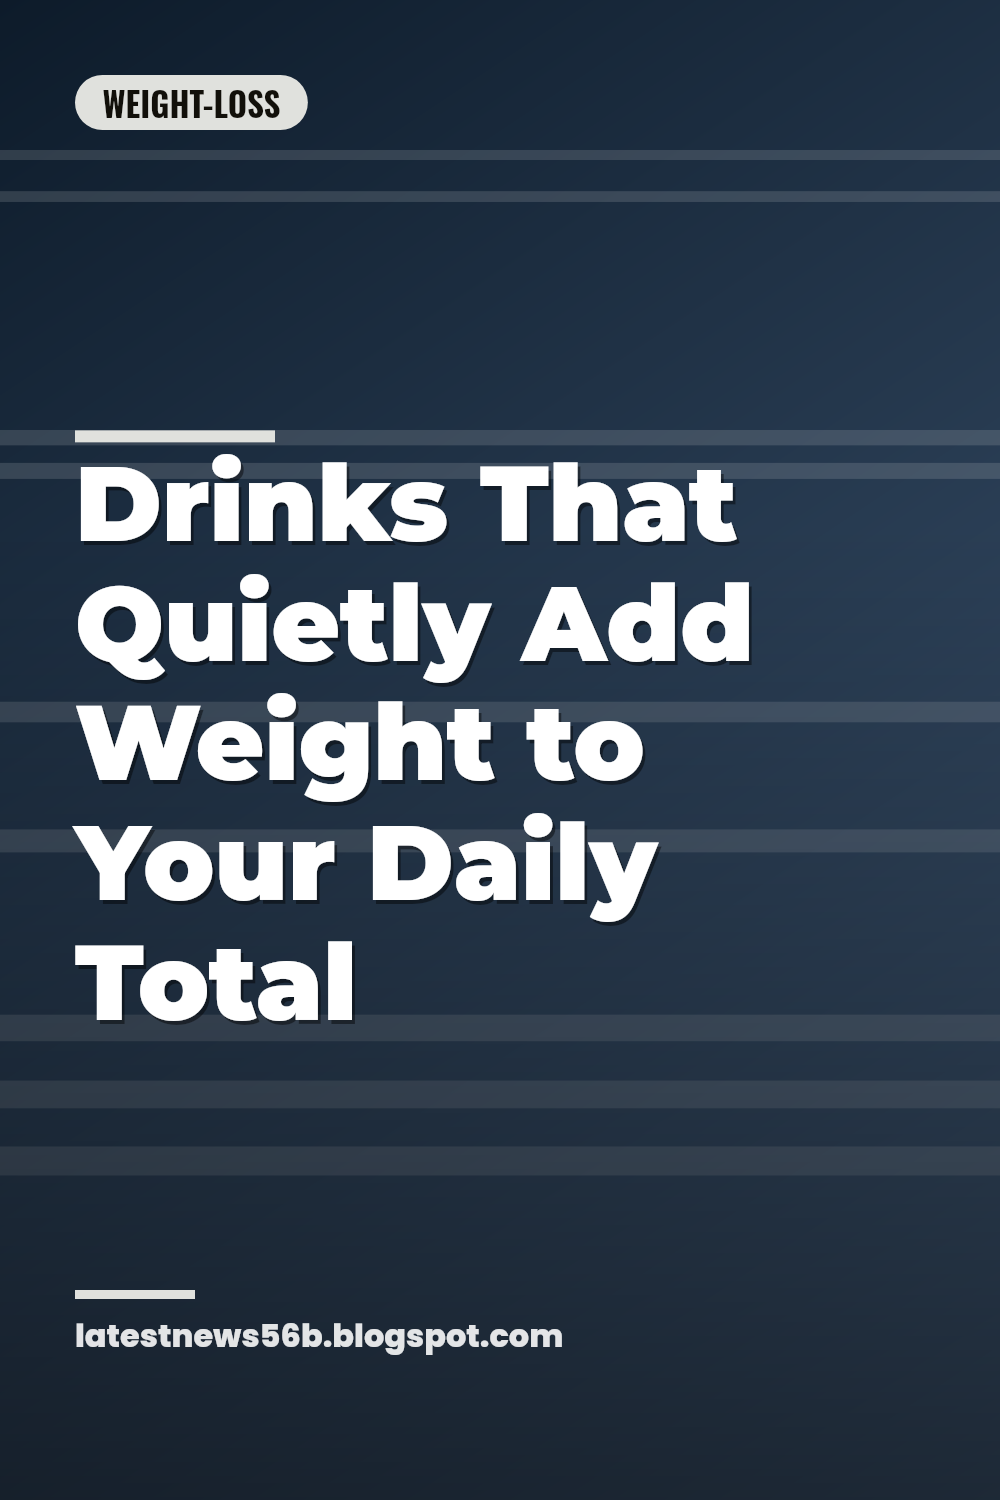 WEIGHT-LOSS
Drinks That
Quietly Add
Weight to
Your Daily
Total
latestnews56b.blogspot.com